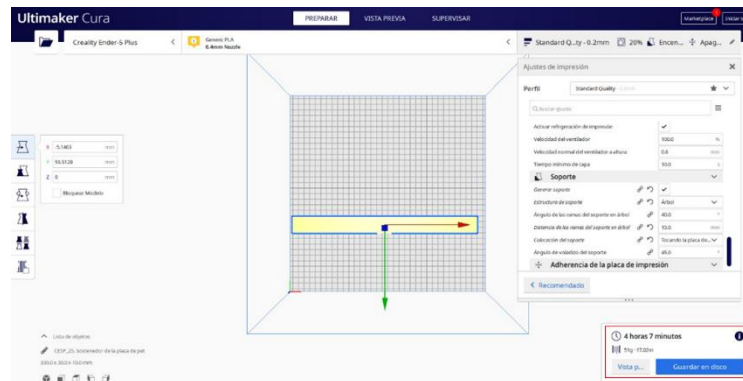 Ultimaker Cura
PREPARAR VISTA PREVIA SUPERVISAR
Marketplace
Creality Ender-5 Plus
Generic PLA
0.4mm Nozzle
Standard Q...ty - 0.2mm 20% Encen... Apag...
Ajustes de impresión
Perfil Standard Quality
Activar refrigeración de impresión
Velocidad del ventilador 100.0 %
Velocidad normal del ventilador a altura 0.6 mm
Tiempo mínimo de capa 10.0 s
Soporte
Generar soporte
Estructura de soporte Árbol
Ángulo de las ramas del soporte en árbol 40.0 °
Distancia de las ramas del soporte en árbol 10.0 mm
Colocación del soporte Tocando la placa de...
Ángulo de voladizo del soporte 45.0 °
Adherencia de la placa de impresión
Recomendado
mm
mm
Z 0 mm
Bloquear Modelo
Lista de objetos
4 horas 7 minutos
Vista p... Guardar en disco